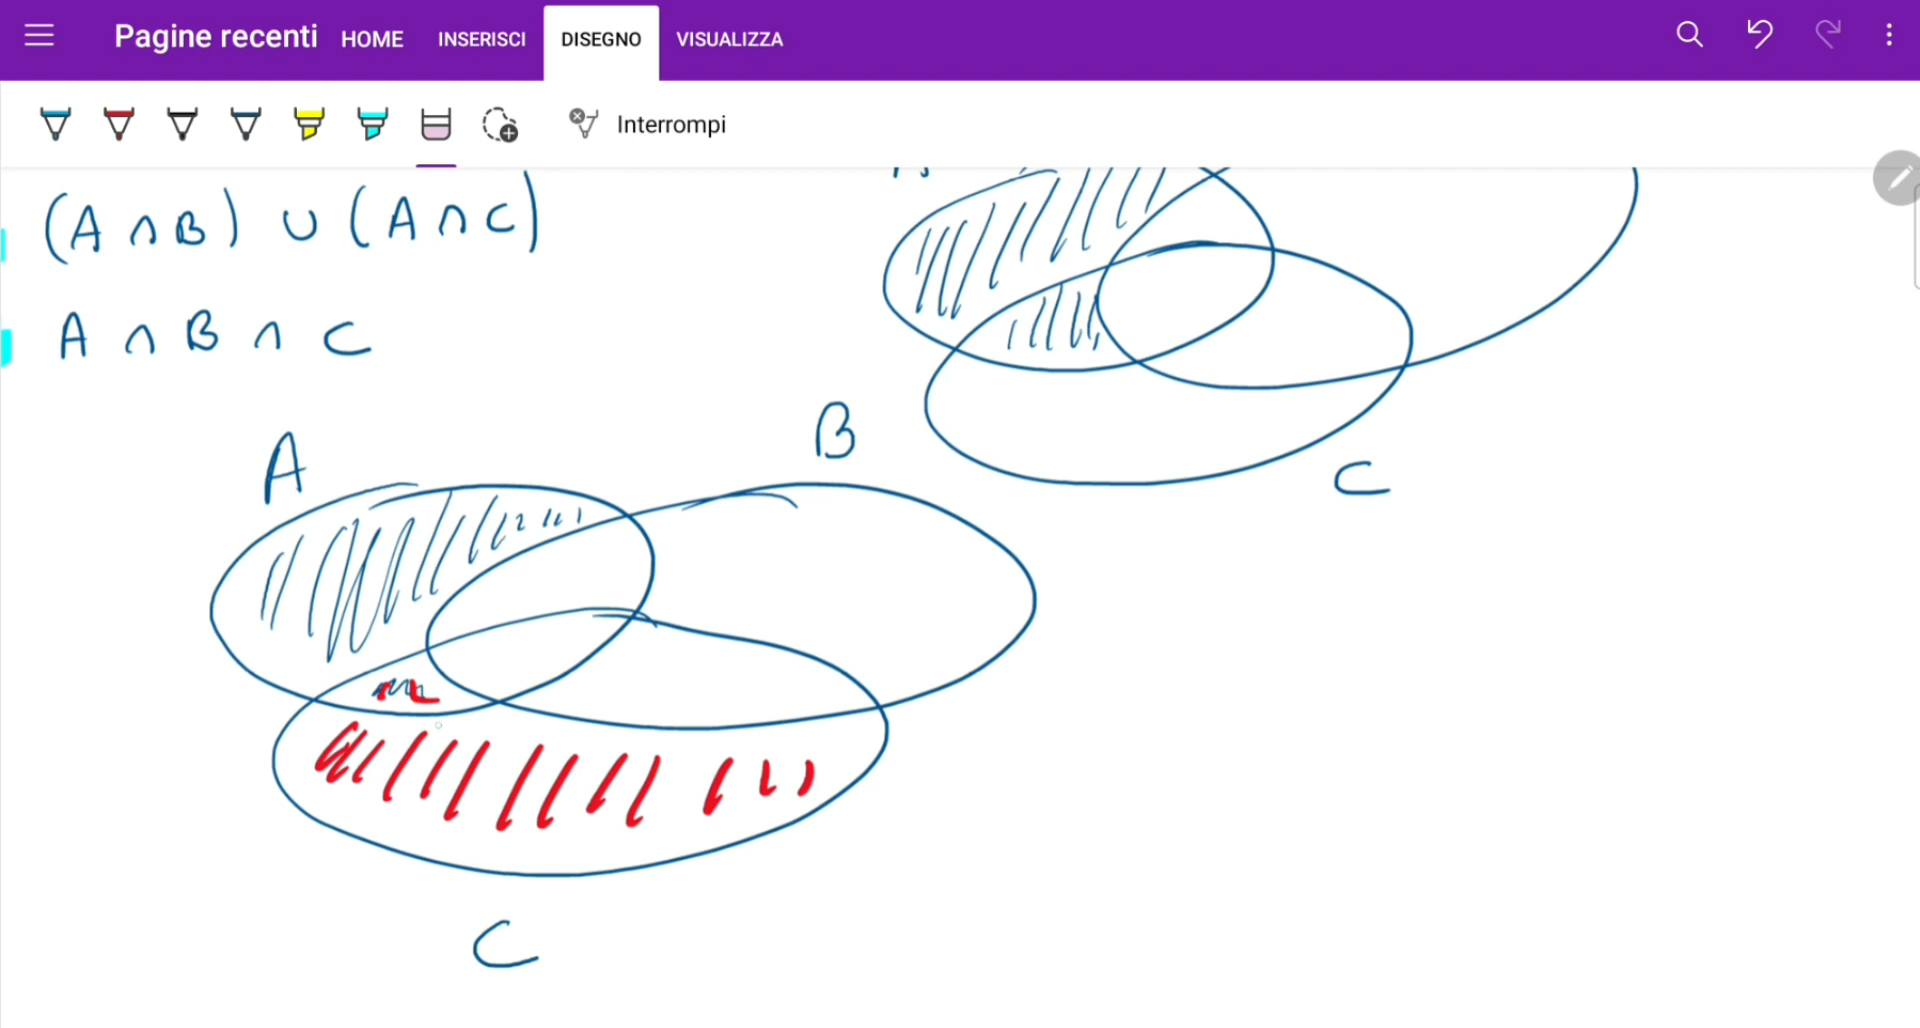 Pagine recenti HOME INSERISCI DISEGNO VISUALIZZA
Interrompi
(A ∩ B) ∪ (A ∩ C)
A ∩ B ∩ C
B
A
C
C